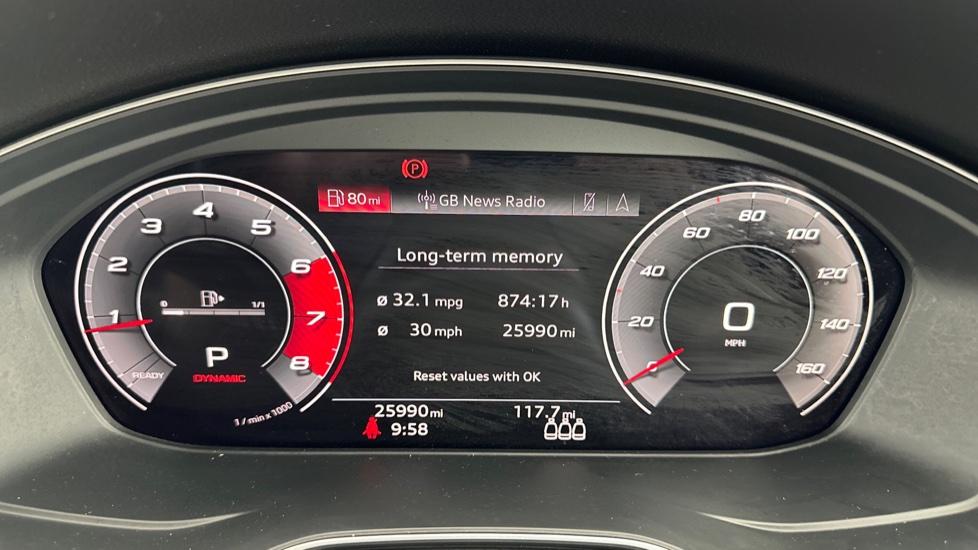 P
80 mi GB News Radio
Long-term memory
ø 32.1 mpg 874:17 h
ø 30 mph 25990 mi
Reset values with OK
25990 mi 117.7 mi
9:58
1 2 3 4 5 6 7 8
0 1/1
P
DYNAMIC
READY
1 / min x 1000
0 20 40 60 80 100 120 140 160
0
MPH